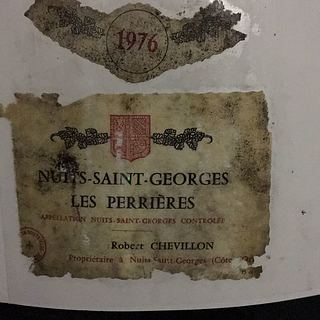 1976
NUITS-SAINT-GEORGES
LES PERRIÈRES
APPELLATION NUITS-SAINT-GEORGES CONTROLÉE
Robert CHEVILLON
Propriétaire à Nuits-Saint-Georges (Côte